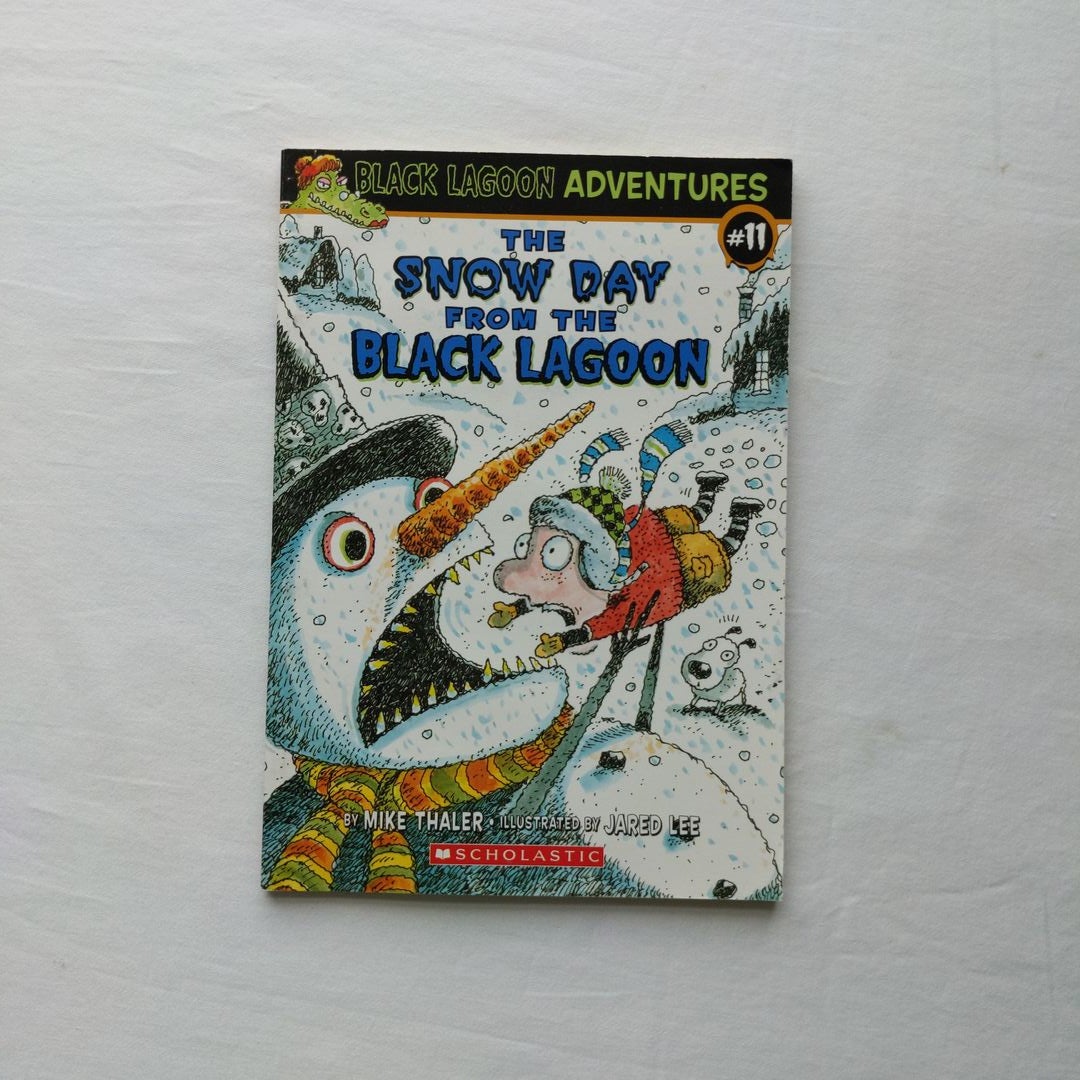 BLACK LAGOON ADVENTURES
#11
THE
SNOW DAY
FROM THE
BLACK LAGOON
BY MIKE THALER • ILLUSTRATED BY JARED LEE
SCHOLASTIC